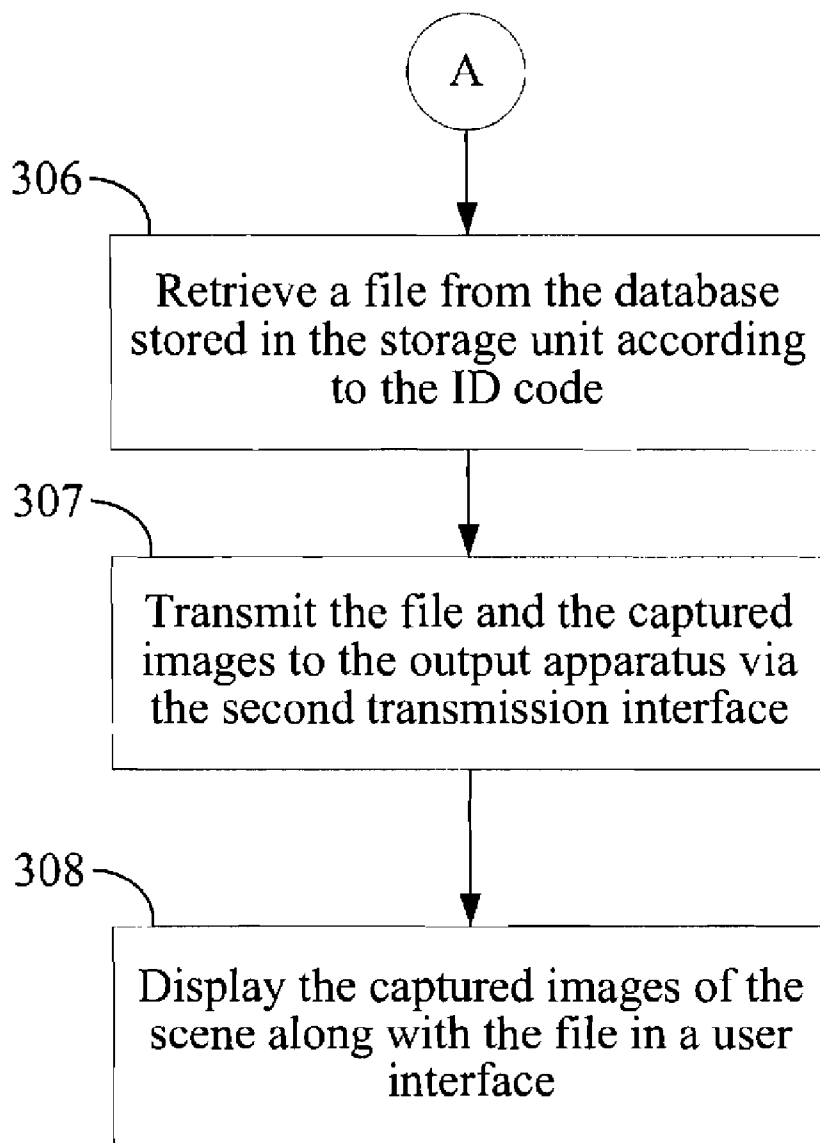 A
306
Retrieve a file from the database
stored in the storage unit according
to the ID code
307
Transmit the file and the captured
images to the output apparatus via
the second transmission interface
308
Display the captured images of the
scene along with the file in a user
interface